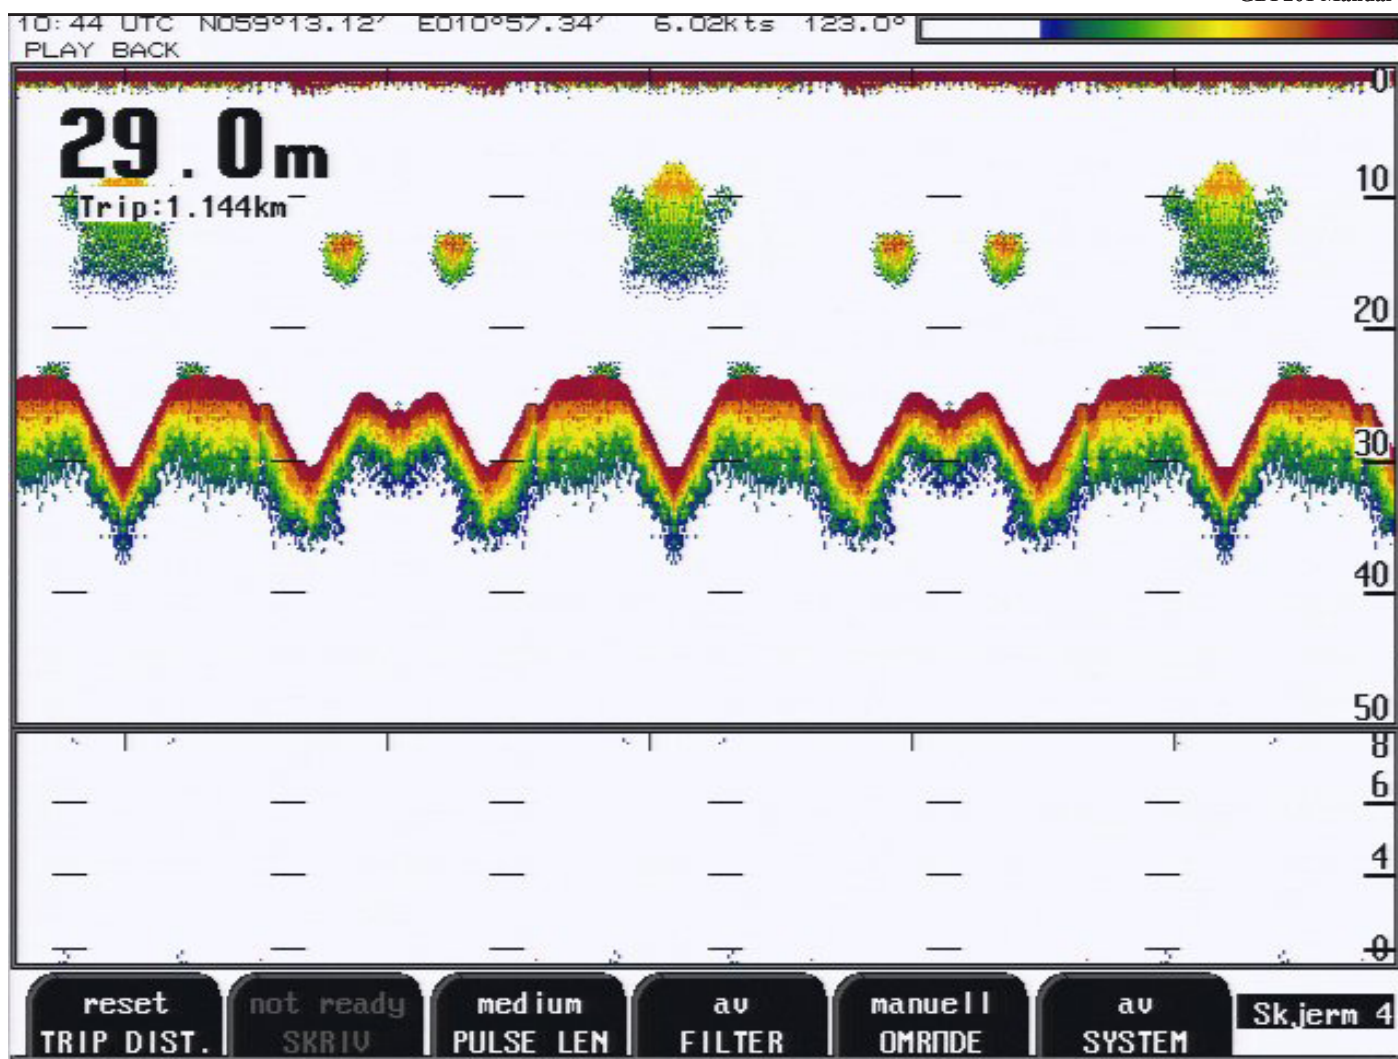 10:44 UTC N059°13.12' E010°57.34' 6.02Kts 123.0°
PLAY BACK
0
29.0m
10
Trip:1.144km
20
30
40
50
8
6
4
0
reset not ready medium av manuell av
TRIP DIST. SKRIV PULSE LEN FILTER OMRПDE SYSTEM
Skjerm 4